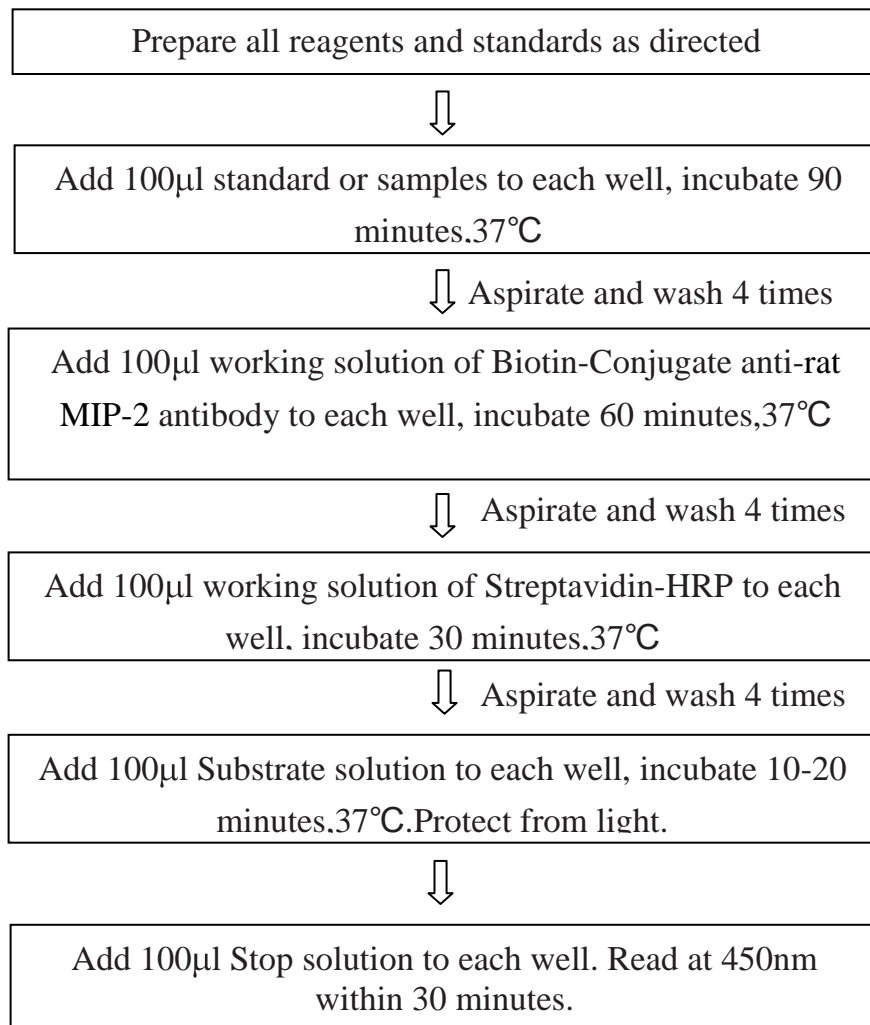 Prepare all reagents and standards as directed
Add 100μl standard or samples to each well, incubate 90
minutes,37℃
Aspirate and wash 4 times
Add 100μl working solution of Biotin-Conjugate anti-rat
MIP-2 antibody to each well, incubate 60 minutes,37℃
Aspirate and wash 4 times
Add 100μl working solution of Streptavidin-HRP to each
well, incubate 30 minutes,37℃
Aspirate and wash 4 times
Add 100μl Substrate solution to each well, incubate 10-20
minutes,37℃.Protect from light.
Add 100μl Stop solution to each well. Read at 450nm
within 30 minutes.